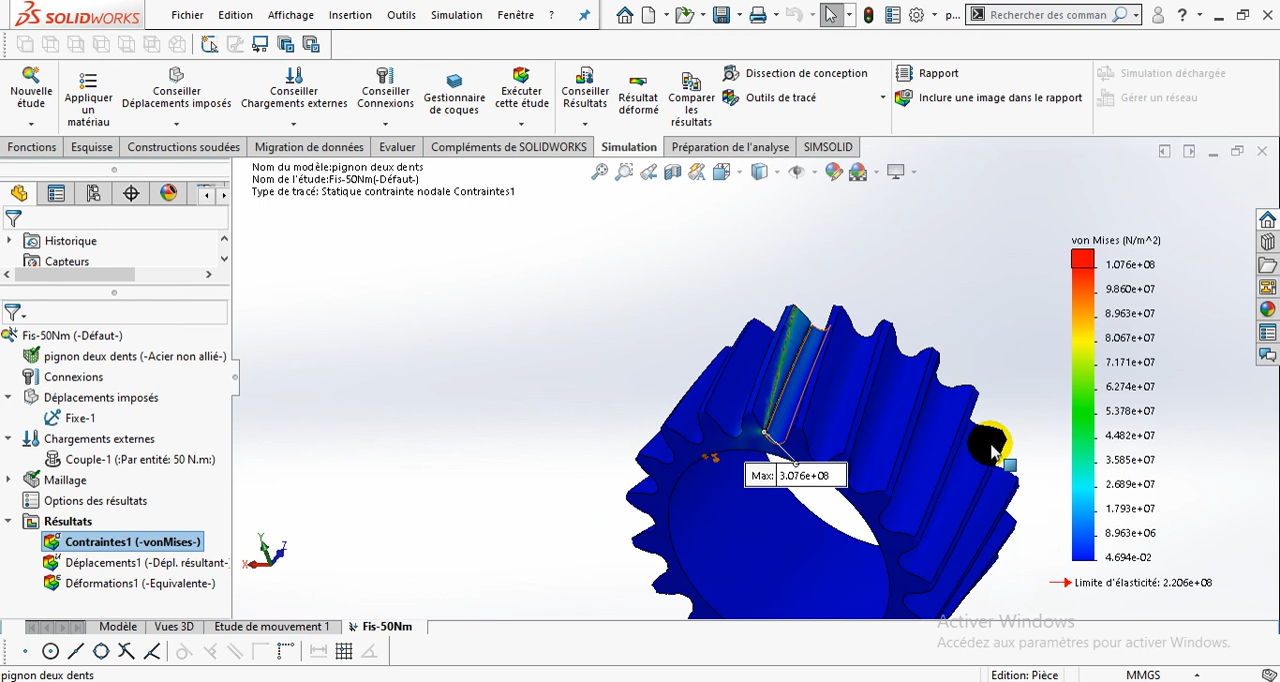 SOLIDWORKS
Fichier Edition Affichage Insertion Outils Simulation Fenêtre ?
p...
Rechercher des comman
?
Nouvelle étude
Appliquer un matériau
Conseiller Déplacements imposés
Conseiller Chargements externes
Conseiller Connexions
Gestionnaire de coques
Exécuter cette étude
Conseiller Résultats
Résultat déformé
Comparer les résultats
Dissection de conception
Outils de tracé
Rapport
Inclure une image dans le rapport
Simulation déchargée
Gérer un réseau
Fonctions Esquisse Constructions soudées Migration de données Evaluer Compléments de SOLIDWORKS Simulation Préparation de l'analyse SIMSOLID
Nom du modèle:pignon deux dents
Nom de l'étude:Fis-50Nm(-Défaut-)
Type de tracé: Statique contrainte nodale Contraintes1
Historique
Capteurs
Fis-50Nm (-Défaut-)
pignon deux dents (-Acier non allié-)
Connexions
Déplacements imposés
Fixe-1
Chargements externes
Couple-1 (:Par entité: 50 N.m:)
Maillage
Options des résultats
Résultats
Contraintes1 (-vonMises-)
Déplacements1 (-Dépl. résultant-
Déformations1 (-Equivalente-)
Max: 3.076e+08
von Mises (N/m^2)
1.076e+08
9.860e+07
8.963e+07
8.067e+07
7.171e+07
6.274e+07
5.378e+07
4.482e+07
3.585e+07
2.689e+07
1.793e+07
8.963e+06
4.694e-02
Limite d'élasticité: 2.206e+08
Activer Windows
Accédez aux paramètres pour activer Windows.
X
Y
Z
Modèle Vues 3D Etude de mouvement 1 Fis-50Nm
pignon deux dents
Edition: Pièce
MMGS